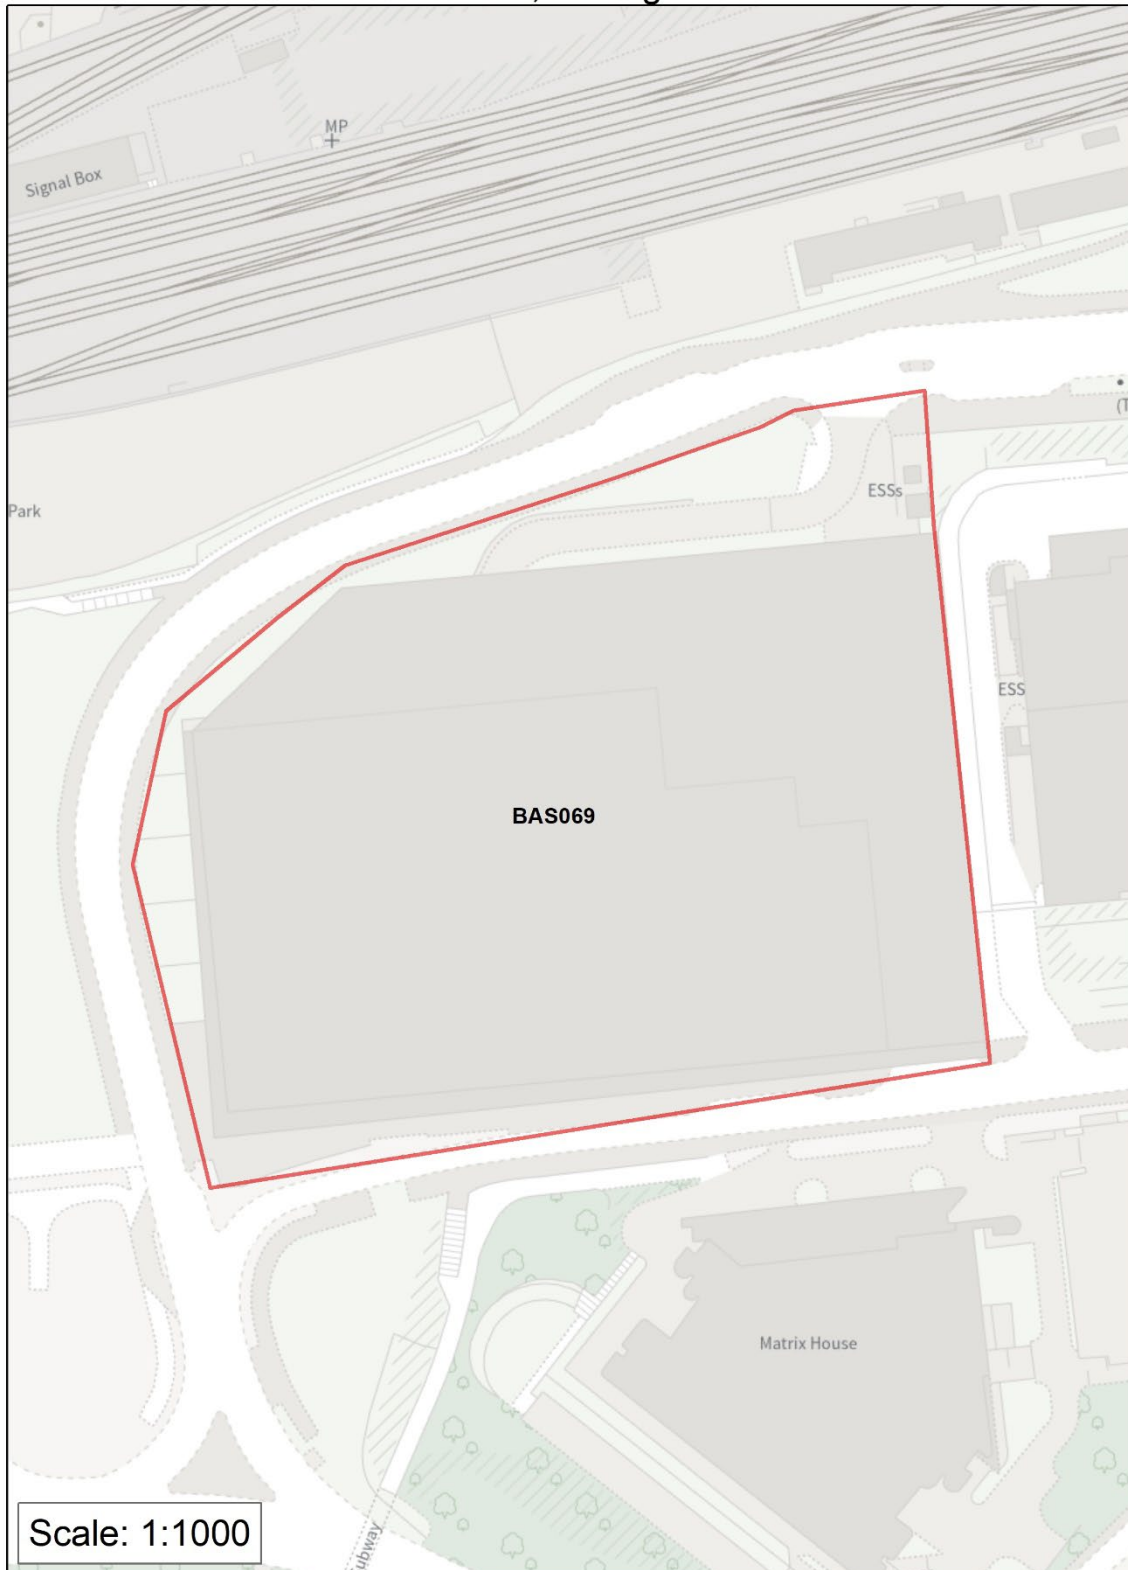 MP
Signal Box
Park
ESSs
ESS
BAS069
Matrix House
Scale: 1:1000